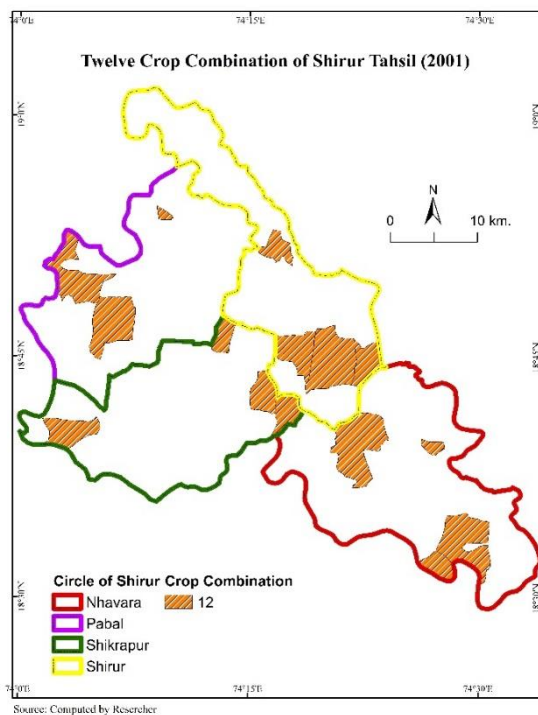 74°0'E 74°15'E 74°30'E
Twelve Crop Combination of Shirur Tahsil (2001)
19°0'N 19°0'N
N
0 10 km.
18°45'N 18°45'N
Circle of Shirur Crop Combination
Nhavara 12
Pabal
Shikrapur
Shirur
18°30'N 18°30'N
74°0'E 74°15'E 74°30'E
Source: Computed by Resercher